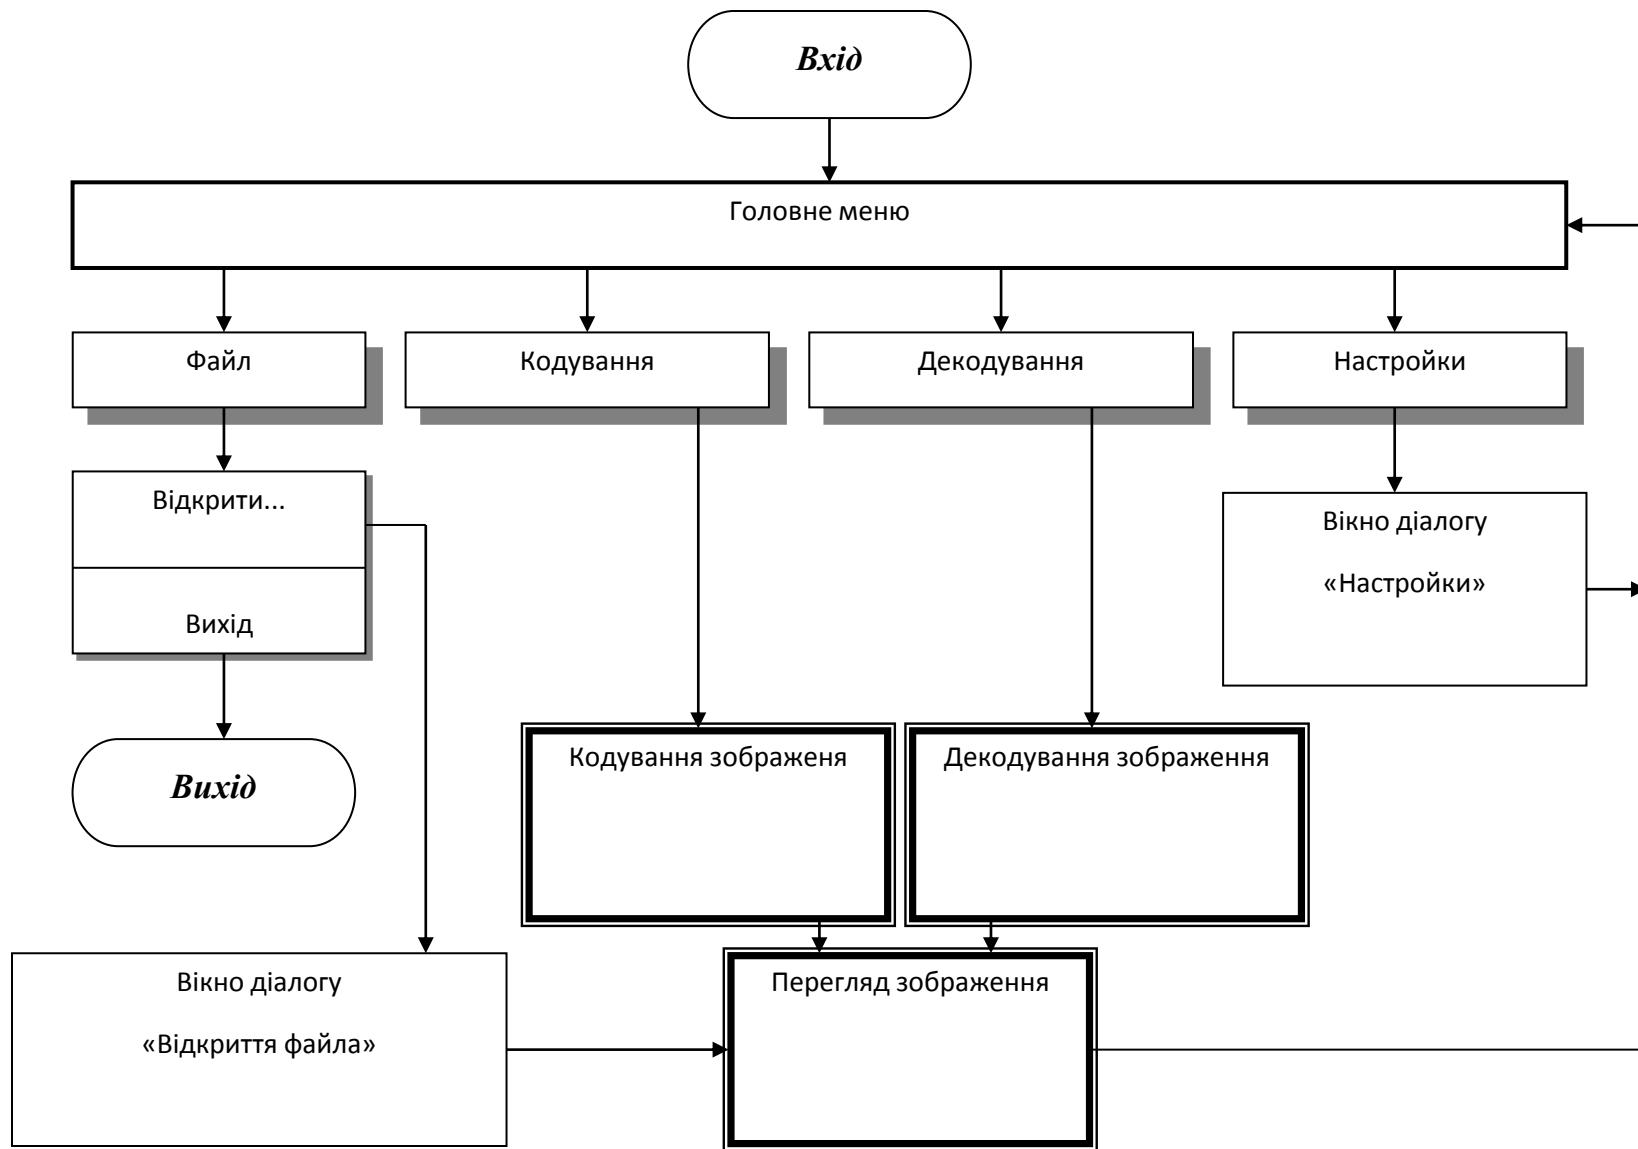 Вхід
Головне меню
Файл
Кодування
Декодування
Настройки
Відкрити...
Вихід
Вікно діалогу
«Настройки»
Вихід
Кодування зображеня
Декодування зображення
Вікно діалогу
«Відкриття файла»
Перегляд зображення